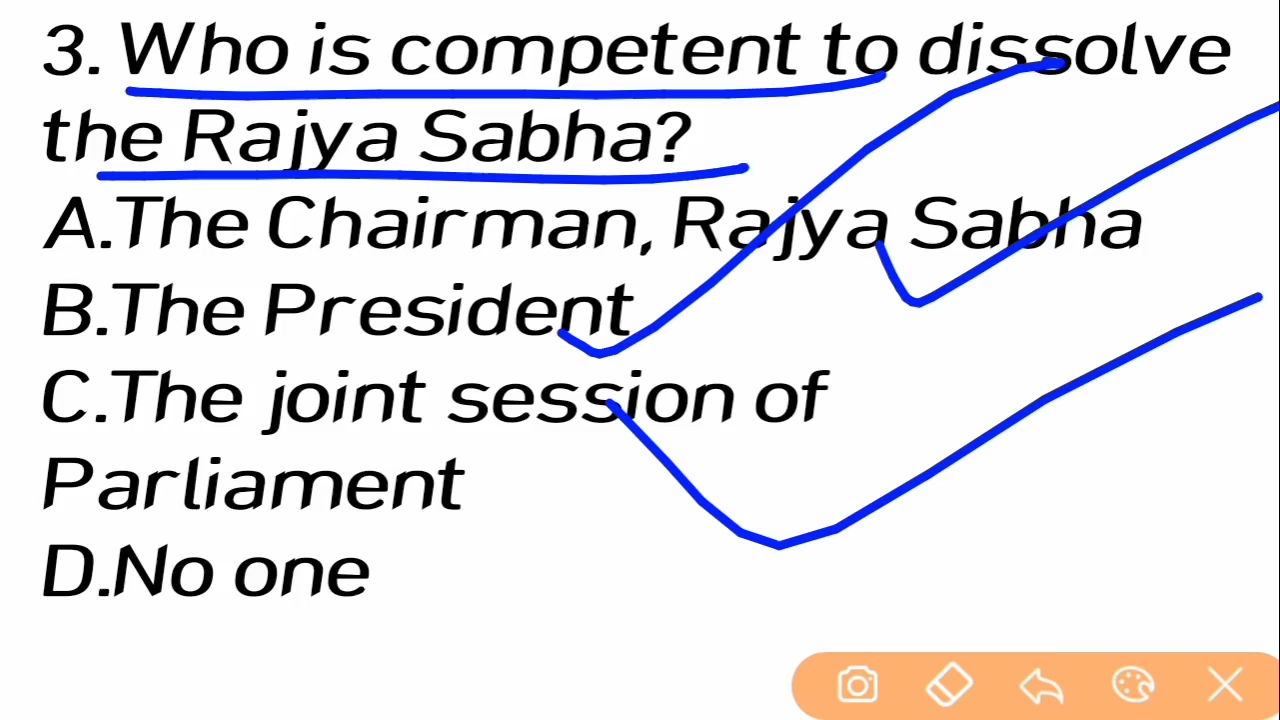 3. Who is competent to dissolve
the Rajya Sabha?
A.The Chairman, Rajya Sabha
B.The President
C.The joint session of
Parliament
D.No one